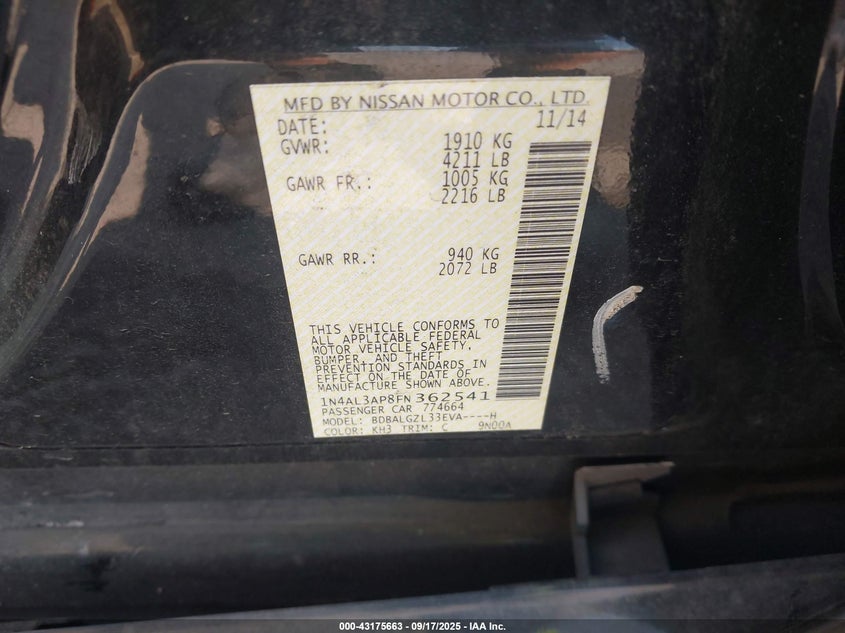 MFD BY NISSAN MOTOR CO., LTD.
DATE: 11/14
GVWR: 1910 KG
4211 LB
GAWR FR.: 1005 KG
2216 LB
GAWR RR.: 940 KG
2072 LB
THIS VEHICLE CONFORMS TO
ALL APPLICABLE FEDERAL
MOTOR VEHICLE SAFETY,
BUMPER, AND THEFT
PREVENTION STANDARDS IN
EFFECT ON THE DATE OF
MANUFACTURE SHOWN ABOVE.
1N4AL3AP8FN362541
PASSENGER CAR 774664
MODEL: BDBALGZL33EVA----H
COLOR: KH3 TRIM: C 9N00A
000-43175663 - 09/17/2025 - IAA Inc.